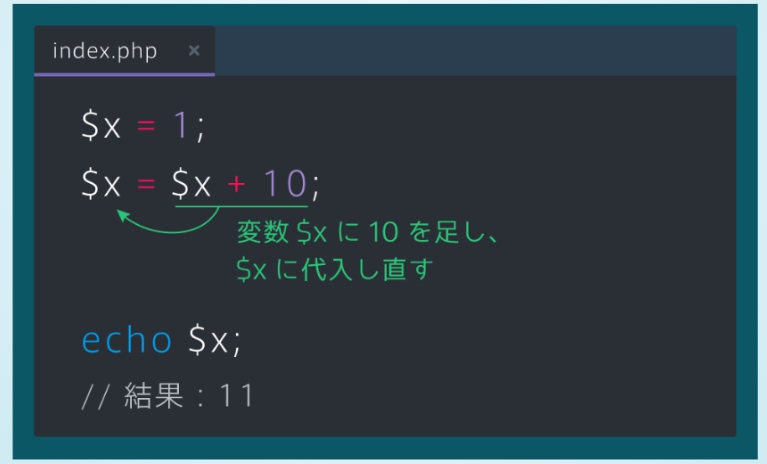 index.php ×
$x = 1;
$x = $x + 10;
変数 $x に 10 を足し、
$x に代入し直す
echo $x;
// 結果 : 11